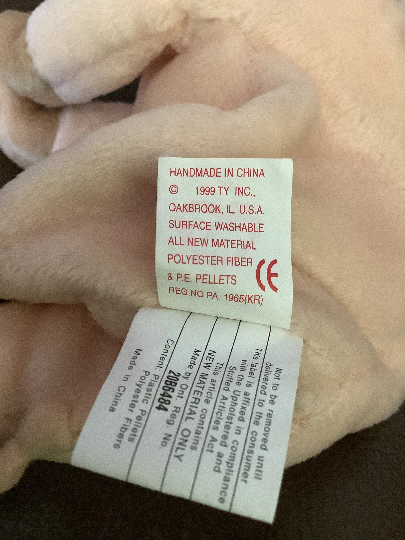 HANDMADE IN CHINA
© 1999 TY INC.,
OAKBROOK, IL. U.S.A.
SURFACE WASHABLE
ALL NEW MATERIAL
POLYESTER FIBER
& P.E. PELLETS CE
REG.NO PA. 1965(KR)
Not to be removed until
delivered to the consumer
This label is affixed in compliance
with the Upholstered and
Stuffed Articles Act
This article contains
NEW MATERIAL ONLY
Made by Ont. Reg. No.
20B6484
Content: Plastic Pellets
Polyester Fibers
Made in China